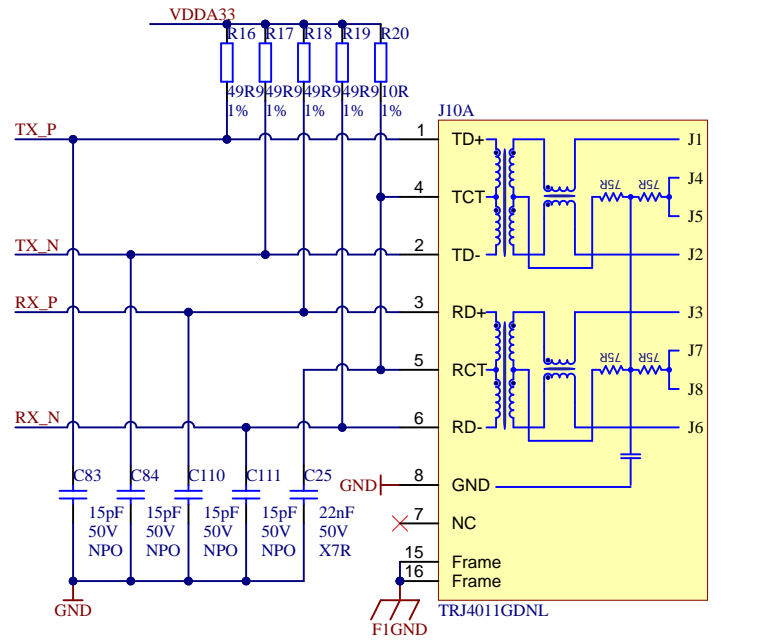 VDDA33
R16 R17 R18 R19 R20
49R9 49R9 49R9 49R9 10R
1% 1% 1% 1% 1%
J10A
TX_P 1 TD+ J1
75R 75R J4
4 TCT
J5
TX_N 2 TD- J2
RX_P 3 RD+ J3
75R 75R J7
5 RCT
J8
RX_N 6 RD- J6
C83 C84 C110 C111 C25
GND 8 GND
15pF 15pF 15pF 15pF 22nF
50V 50V 50V 50V 50V
NPO NPO NPO NPO X7R
7 NC
15 Frame
16 Frame
GND
F1GND
TRJ4011GDNL